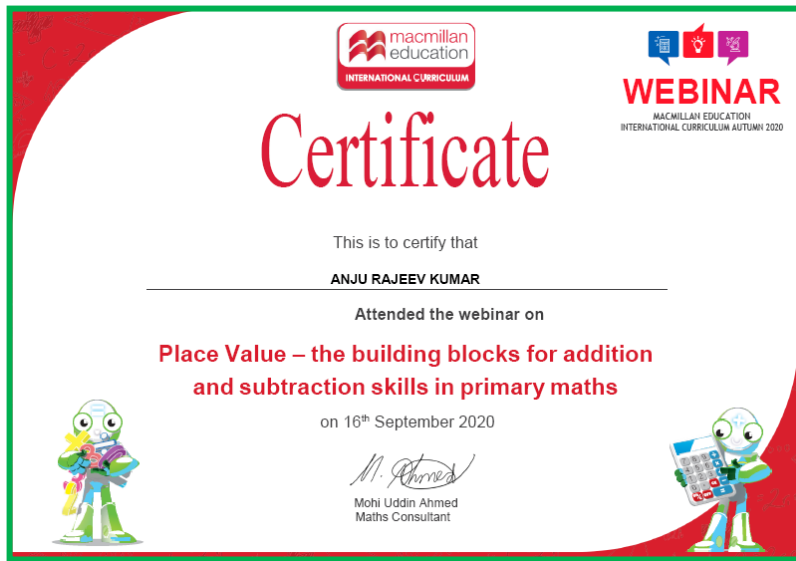 macmillan
education
INTERNATIONAL CURRICULUM
WEBINAR
MACMILLAN EDUCATION
INTERNATIONAL CURRICULUM AUTUMN 2020
Certificate
This is to certify that
ANJU RAJEEV KUMAR
Attended the webinar on
Place Value – the building blocks for addition
and subtraction skills in primary maths
on 16th September 2020
M. Ahmed
Mohi Uddin Ahmed
Maths Consultant